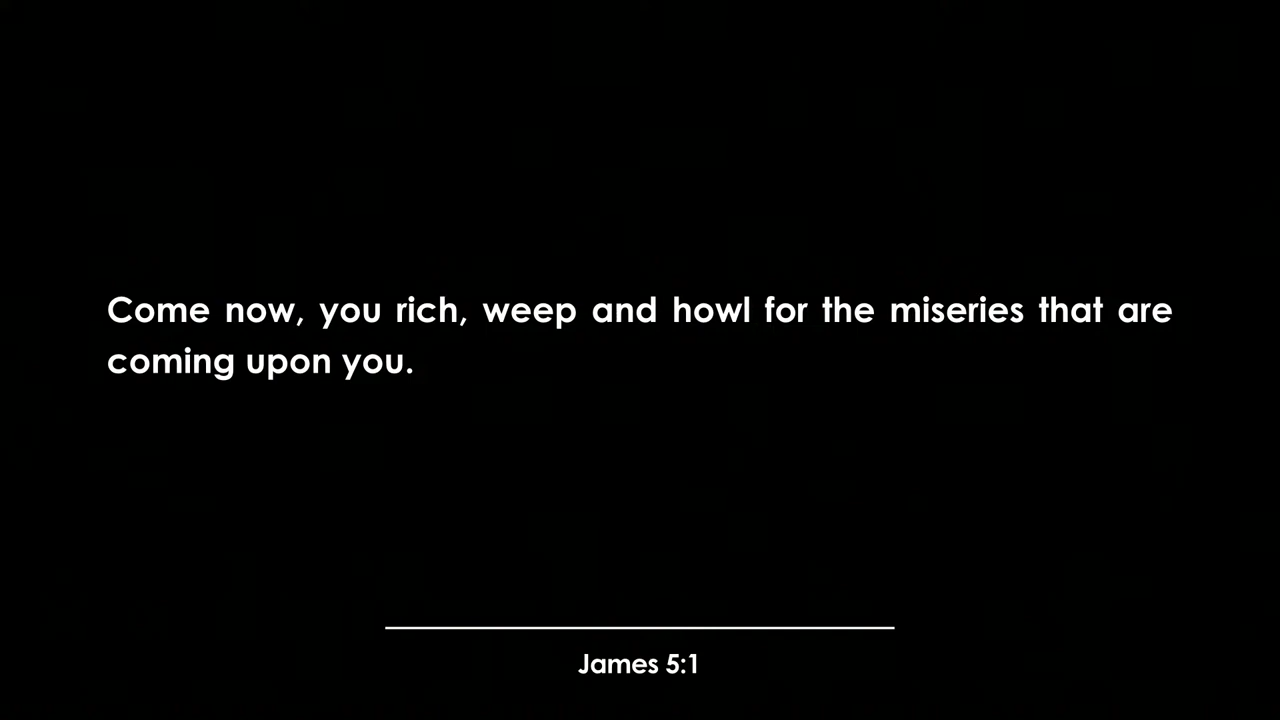 Come now, you rich, weep and howl for the miseries that are
coming upon you.
James 5:1